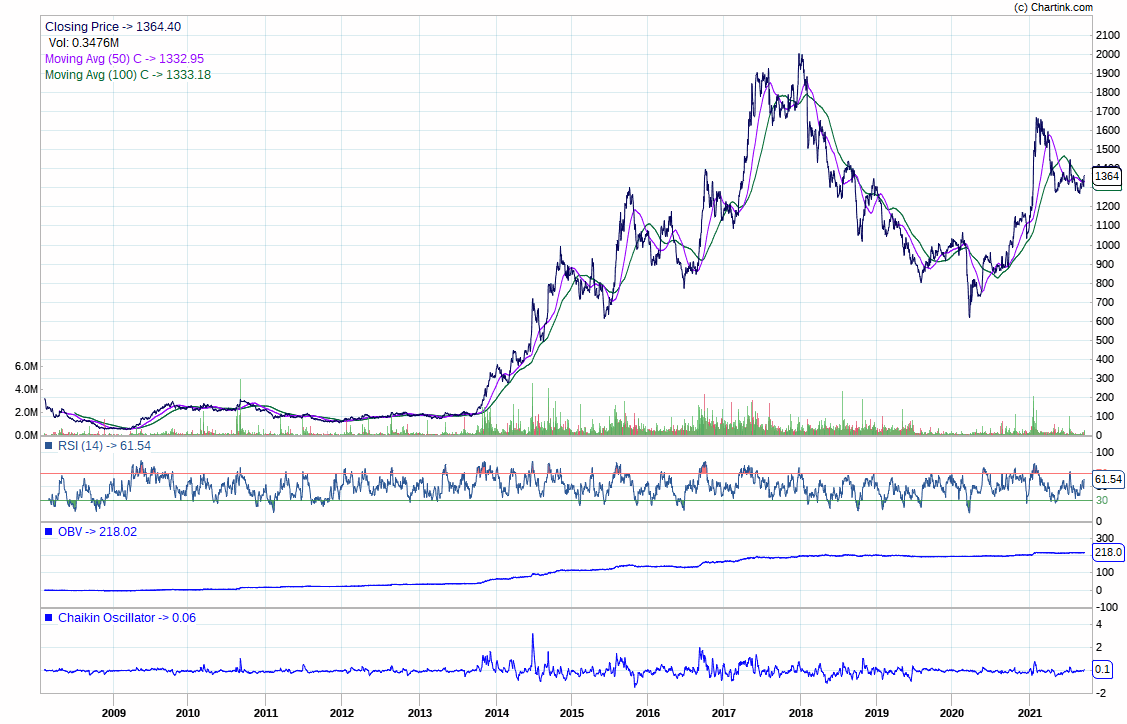 (c) Chartink.com
Closing Price -> 1364.40
Vol: 0.3476M
Moving Avg (50) C -> 1332.95
Moving Avg (100) C -> 1333.18
2100
2000
1900
1800
1700
1600
1500
1364
1200
1100
1000
900
800
700
600
500
400
300
200
100
0
6.0M
4.0M
2.0M
0.0M
RSI (14) -> 61.54
100
61.54
30
0
OBV -> 218.02
300
218.0
100
0
-100
Chaikin Oscillator -> 0.06
4
2
0.1
-2
2009 2010 2011 2012 2013 2014 2015 2016 2017 2018 2019 2020 2021